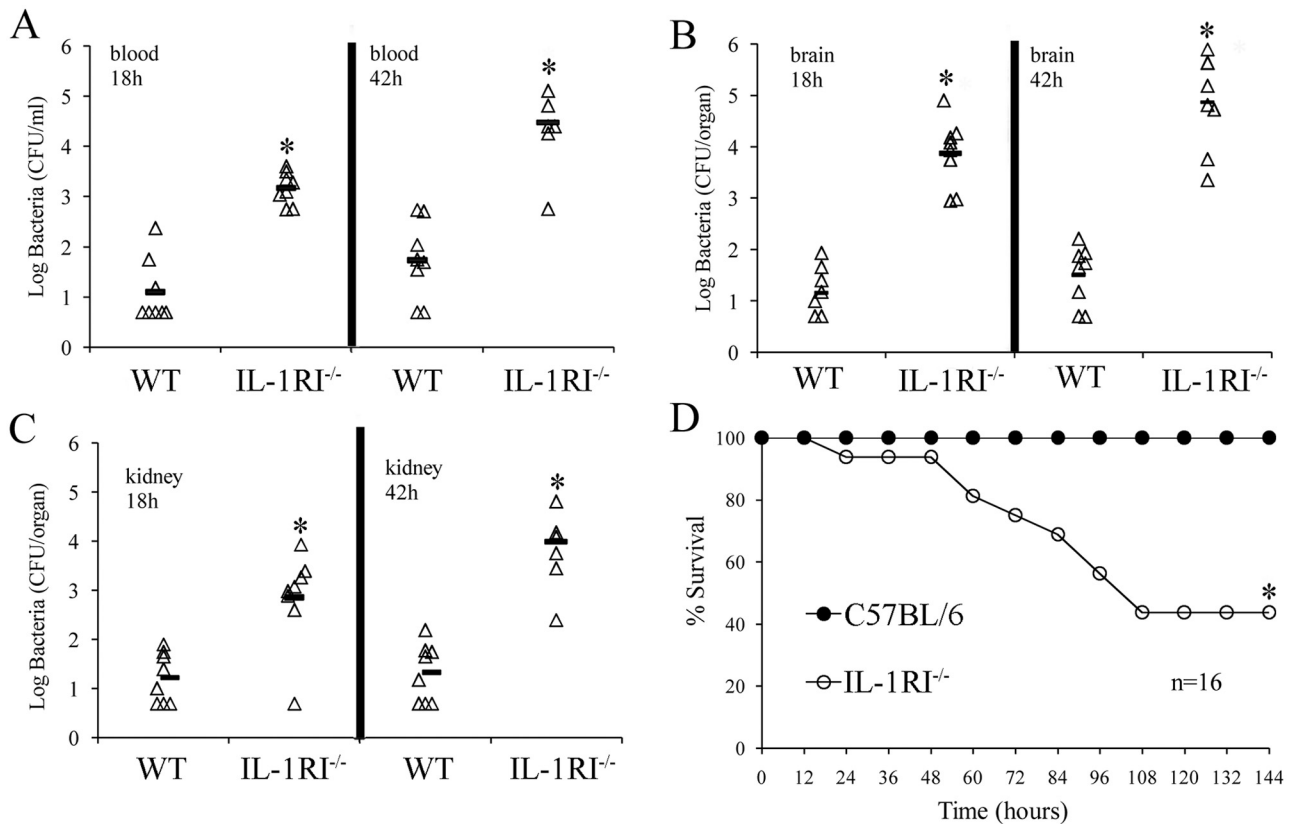 A
Log Bacteria (CFU/ml)
6
5
4
3
2
1
0
blood
18h
blood
42h
*
*
WT
IL-1RI-/-
WT
IL-1RI-/-
B
Log Bacteria (CFU/organ)
6
5
4
3
2
1
0
brain
18h
brain
42h
*
*
WT
IL-1RI-/-
WT
IL-1RI-/-
C
Log Bacteria (CFU/organ)
6
5
4
3
2
1
0
kidney
18h
kidney
42h
*
*
WT
IL-1RI-/-
WT
IL-1RI-/-
D
% Survival
100
80
60
40
20
0
C57BL/6
IL-1RI-/-
n=16
*
0 12 24 36 48 60 72 84 96 108 120 132 144
Time (hours)